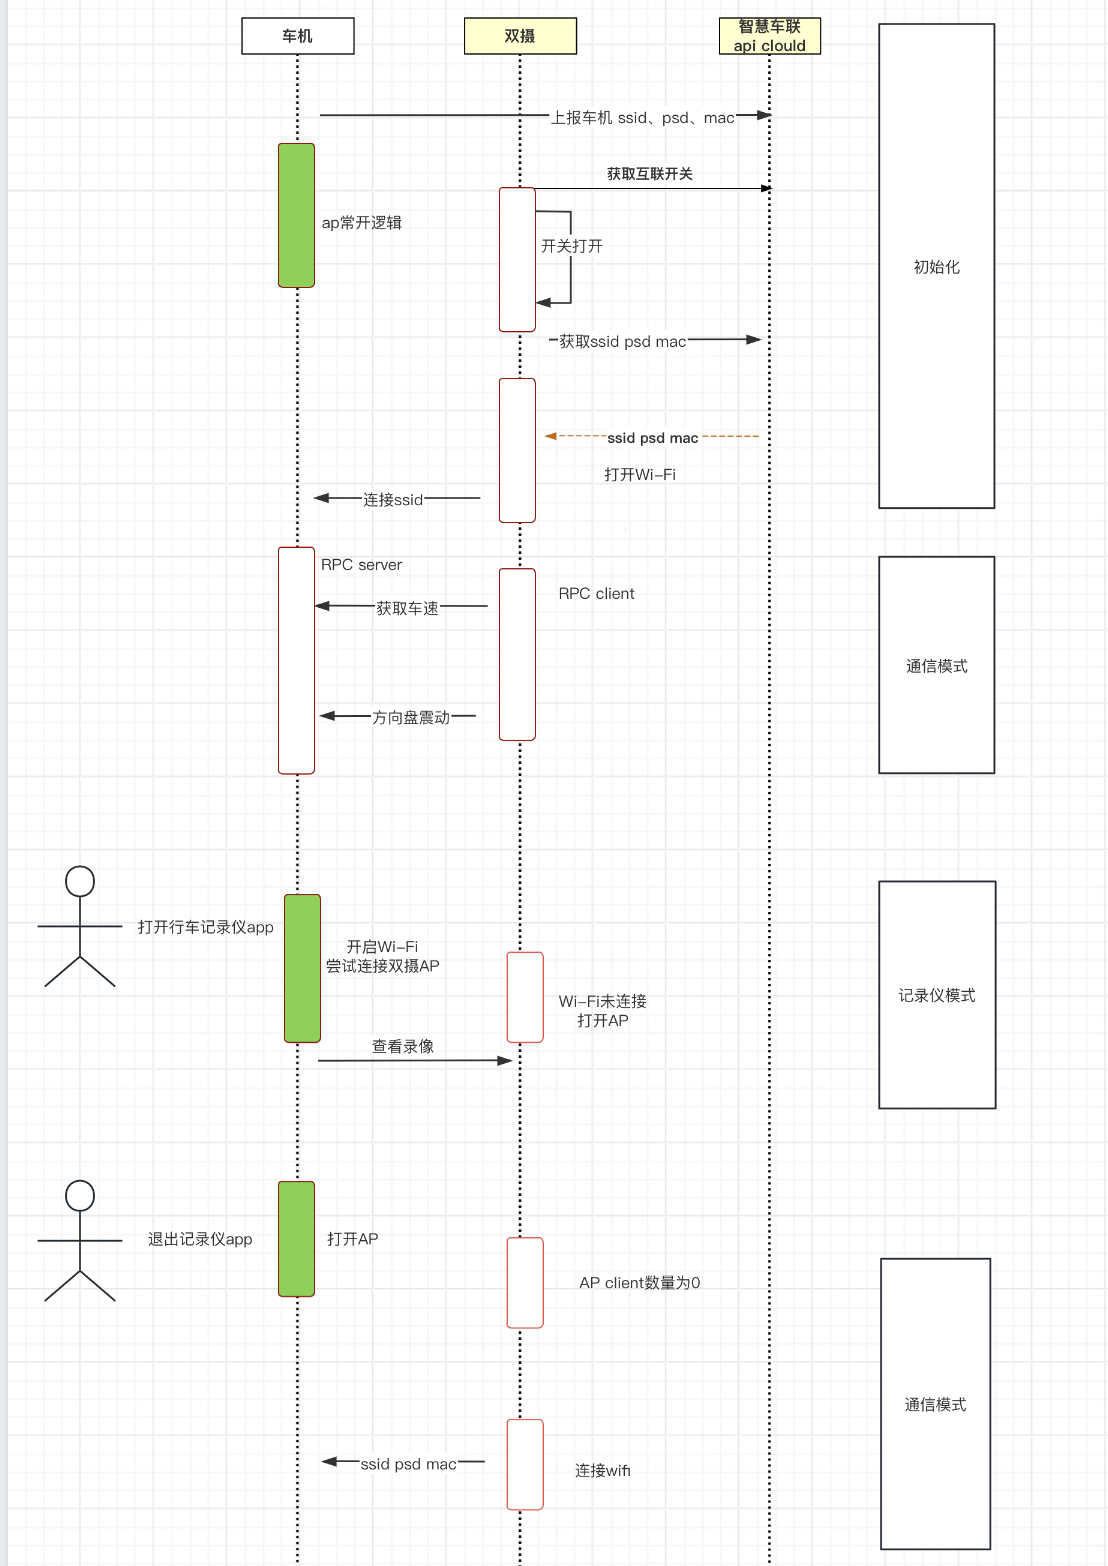 车机
双摄
智慧车联
api clould
上报车机 ssid、psd、mac
获取互联开关
ap常开逻辑
开关打开
初始化
获取ssid psd mac
ssid psd mac
打开Wi-Fi
连接ssid
RPC server
RPC client
获取车速
通信模式
方向盘震动
打开行车记录仪app
开启Wi-Fi
尝试连接双摄AP
Wi-Fi未连接
打开AP
记录仪模式
查看录像
退出记录仪app
打开AP
AP client数量为0
通信模式
ssid psd mac
连接wifi